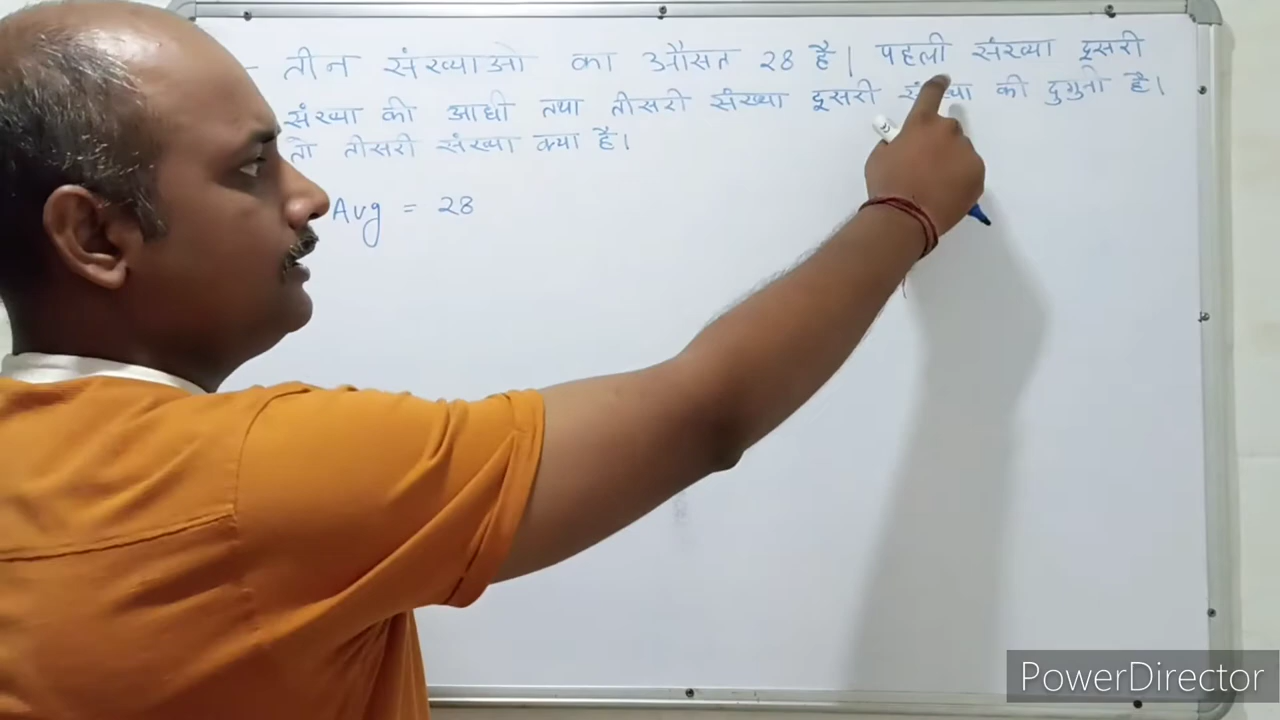 तीन संख्याओ का औसत 28 है। पहली संख्या दूसरी
संख्या की आधी तथा तीसरी संख्या दूसरी संख्या की दुगुनी है।
तो तीसरी संख्या क्या है।
Avg = 28
PowerDirector